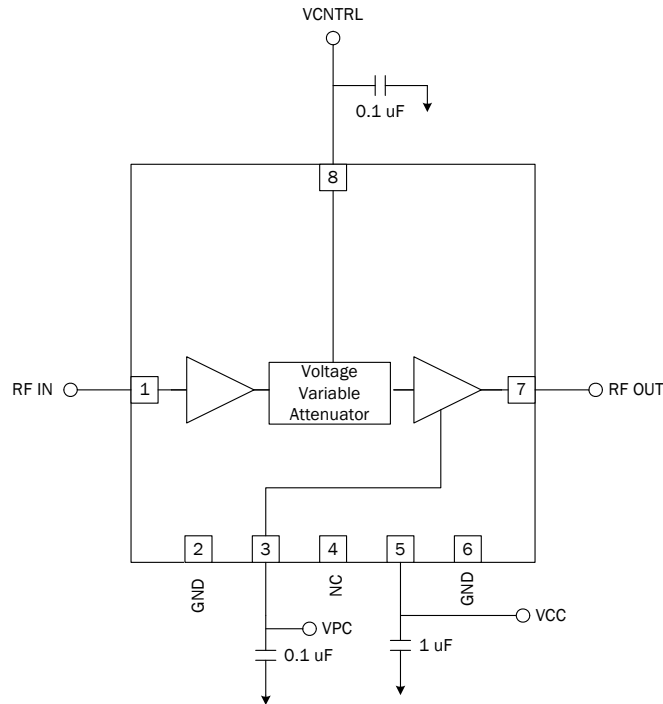 VCNTRL
0.1 uF
8
RF IN
1
Voltage
Variable
Attenuator
7
RF OUT
2
3
4
5
6
GND
NC
GND
VPC
VCC
0.1 uF
1 uF